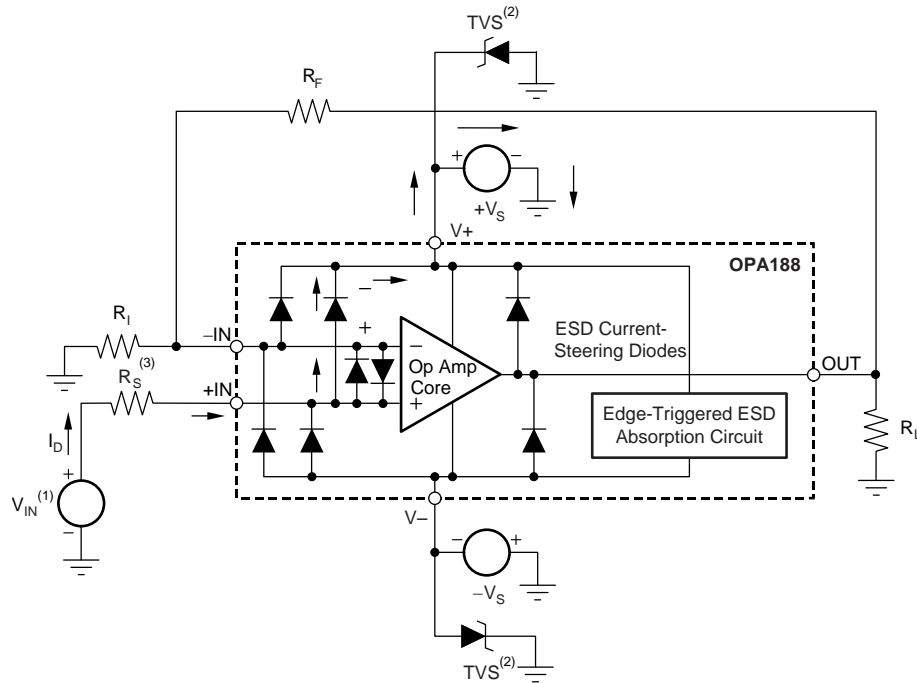 TVS(2)
RF
+ −
+VS
V+
OPA188
RI
−IN
−
+
(3)
RS
+IN
−
Op Amp
Core
+
ESD Current-
Steering Diodes
OUT
Edge-Triggered ESD
Absorption Circuit
RL
ID
+
VIN(1)
−
V−
− +
−VS
TVS(2)